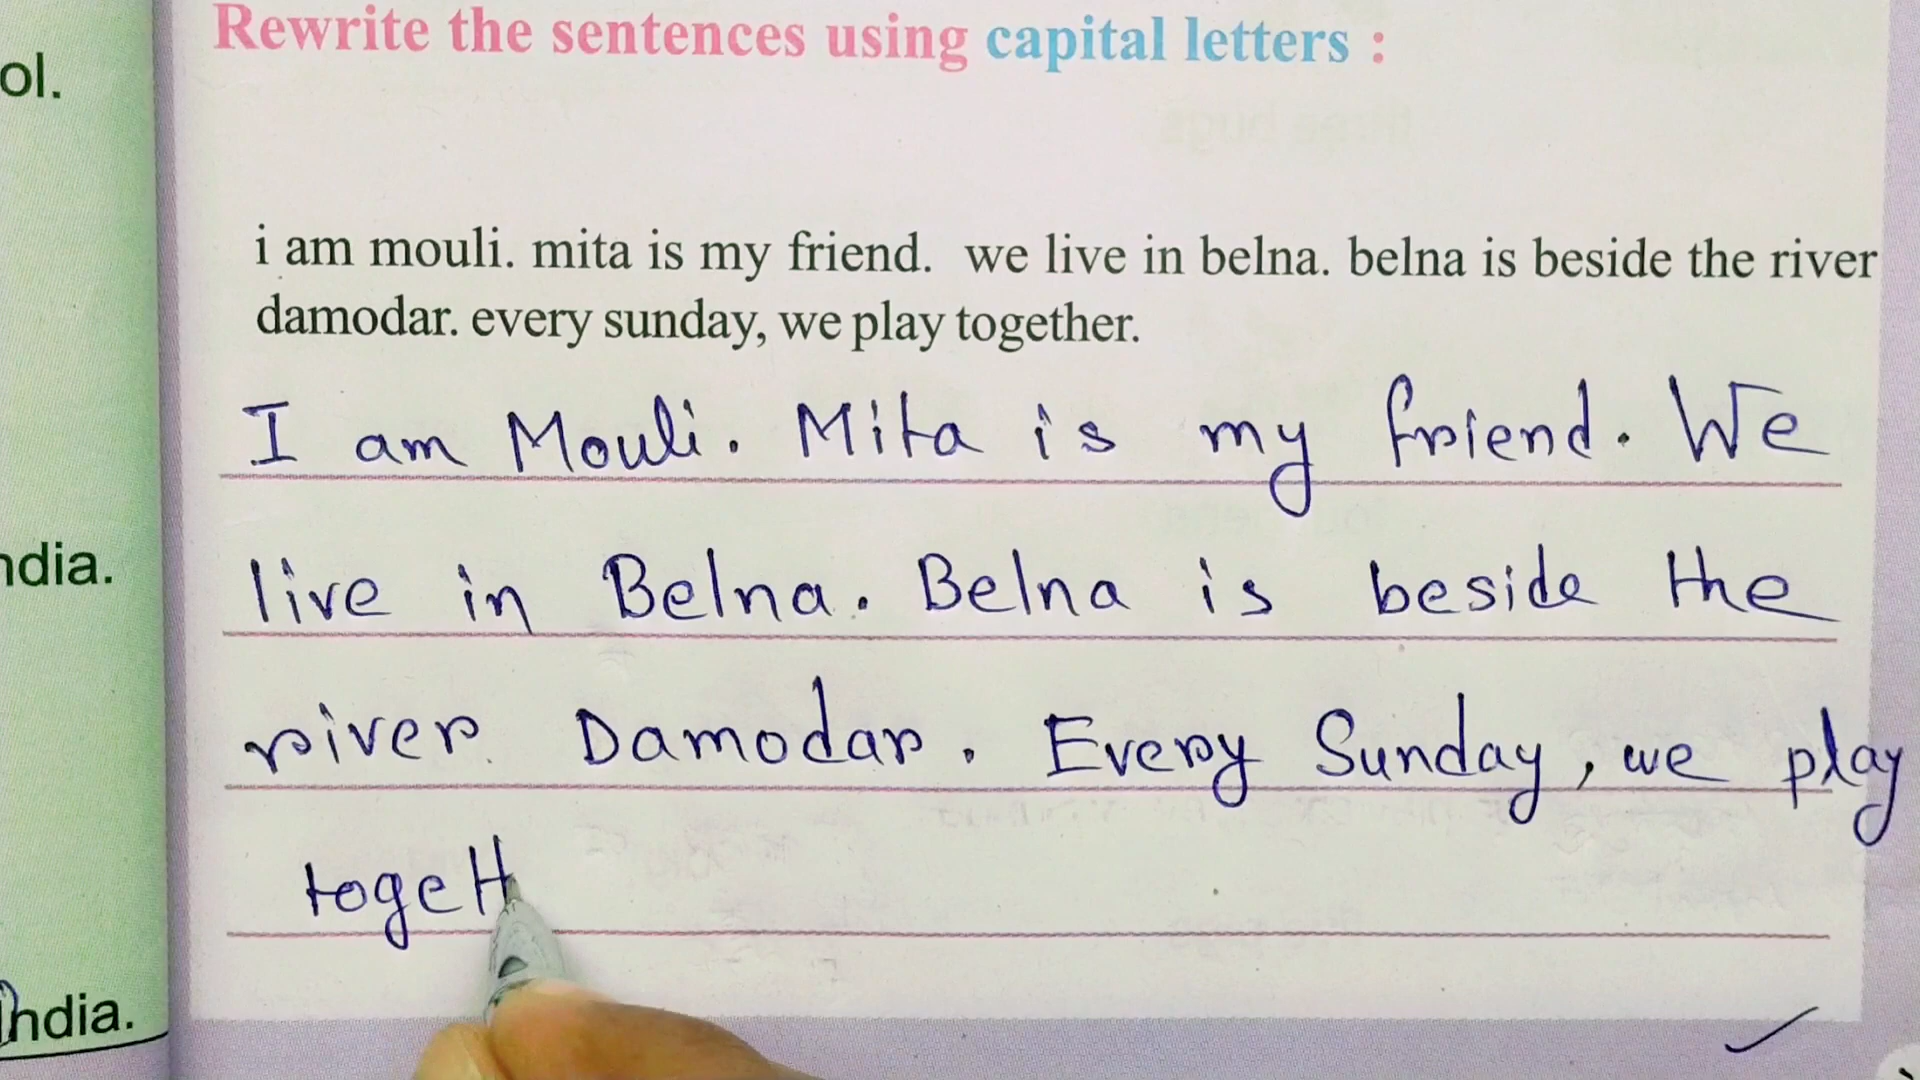 Rewrite the sentences using capital letters :
ol.
i am mouli. mita is my friend. we live in belna. belna is beside the river
damodar. every sunday, we play together.
I am Mouli. Mita is my friend. We
live in Belna. Belna is beside the
ndia.
river Damodar. Every Sunday, we play
togeth
India.